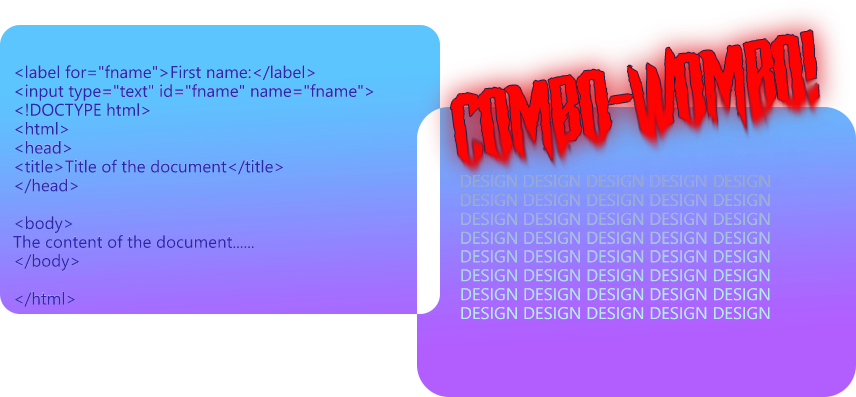 <label for="fname">First name:</label>
<input type="text" id="fname" name="fname">
<!DOCTYPE html>
<html>
<head>
<title>Title of the document</title>
</head>
<body>
The content of the document......
</body>
</html>
COMBO-WOMBO!
DESIGN DESIGN DESIGN DESIGN DESIGN
DESIGN DESIGN DESIGN DESIGN DESIGN
DESIGN DESIGN DESIGN DESIGN DESIGN
DESIGN DESIGN DESIGN DESIGN DESIGN
DESIGN DESIGN DESIGN DESIGN DESIGN
DESIGN DESIGN DESIGN DESIGN DESIGN
DESIGN DESIGN DESIGN DESIGN DESIGN
DESIGN DESIGN DESIGN DESIGN DESIGN